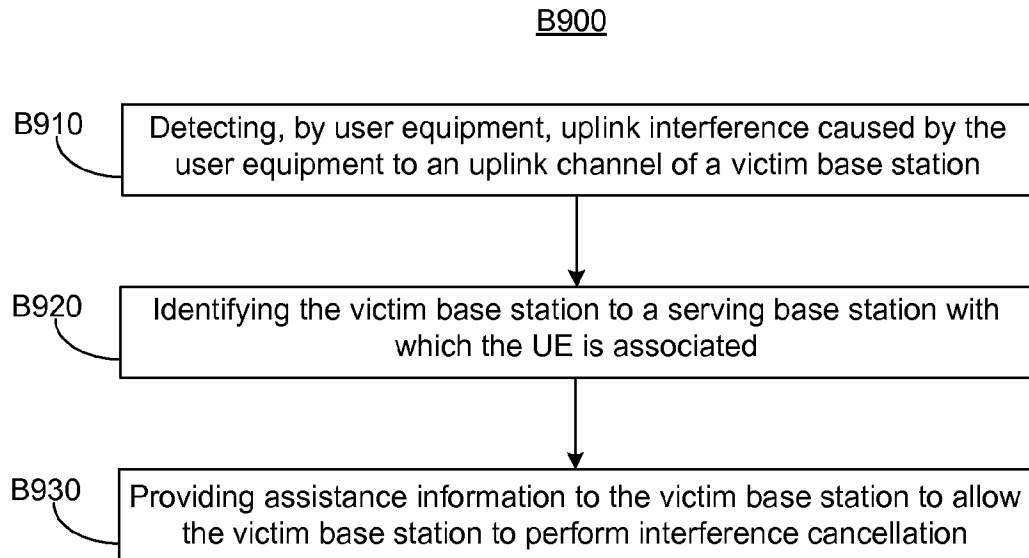 B900
B910
Detecting, by user equipment, uplink interference caused by the
user equipment to an uplink channel of a victim base station
B920
Identifying the victim base station to a serving base station with
which the UE is associated
B930
Providing assistance information to the victim base station to allow
the victim base station to perform interference cancellation